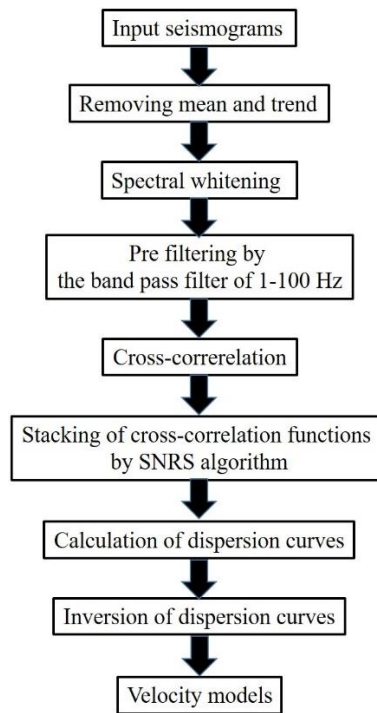 Input seismograms
Removing mean and trend
Spectral whitening
Pre filtering by
the band pass filter of 1-100 Hz
Cross-correrelation
Stacking of cross-correlation functions
by SNRS algorithm
Calculation of dispersion curves
Inversion of dispersion curves
Velocity models